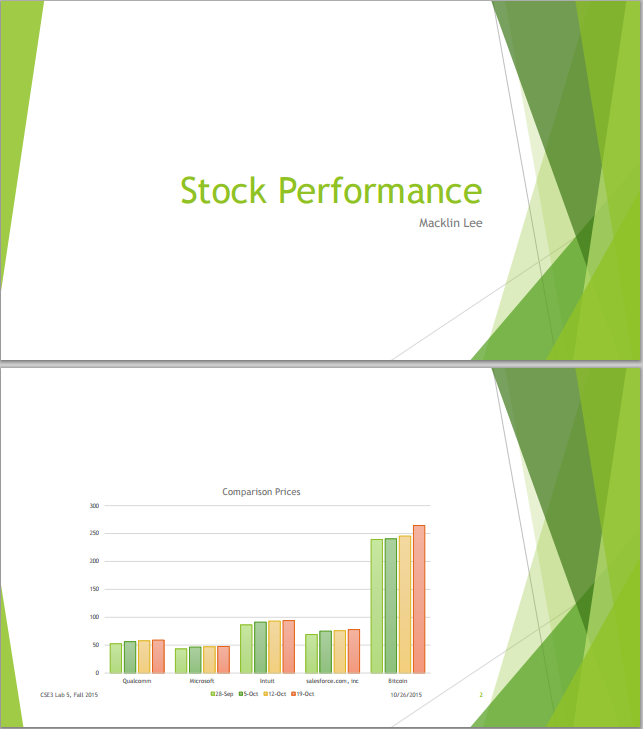 Stock Performance
Macklin Lee
Comparison Prices
300
250
200
150
100
50
0
Qualcomm Microsoft Intuit salesforce.com, inc Bitcoin
CSE3 Lab 5, Fall 2015 28-Sep 5-Oct 12-Oct 19-Oct 10/26/2015 2